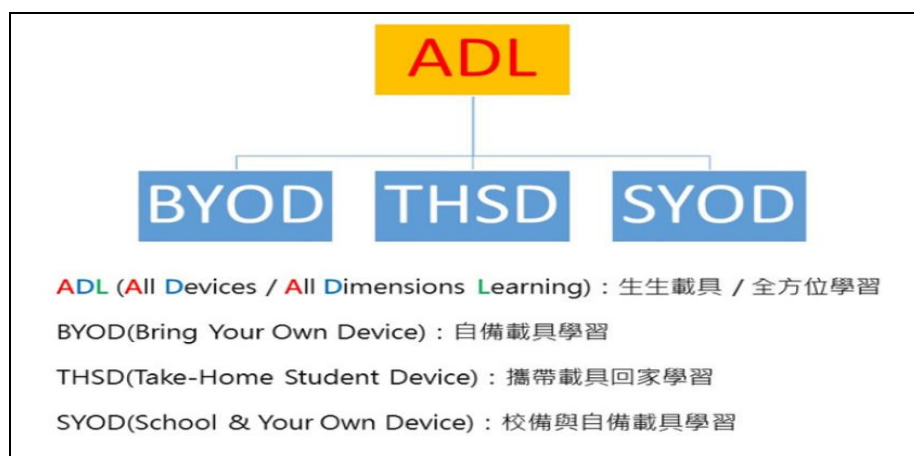 ADL
BYOD THSD SYOD
ADL (All Devices / All Dimensions Learning) : 生生載具 / 全方位學習
BYOD(Bring Your Own Device) : 自備載具學習
THSD(Take-Home Student Device) : 攜帶載具回家學習
SYOD(School & Your Own Device) : 校備與自備載具學習